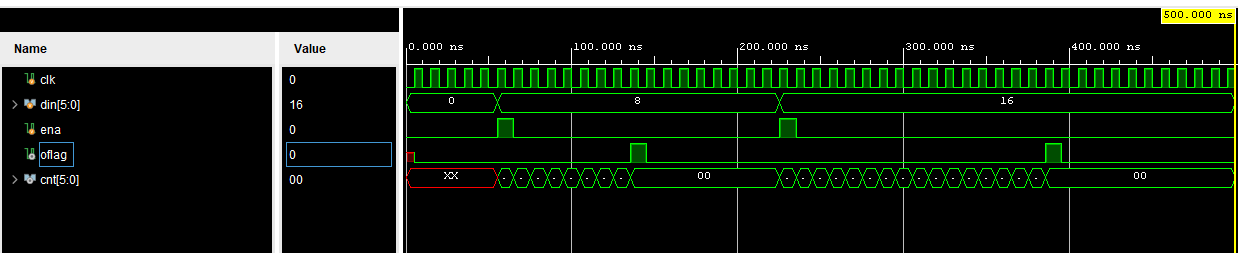 500.000 ns
Name Value
0.000 ns 100.000 ns 200.000 ns 300.000 ns 400.000 ns
clk 0
din[5:0] 16 0 8 16
ena 0
oflag 0
cnt[5:0] 00 XX 00 00